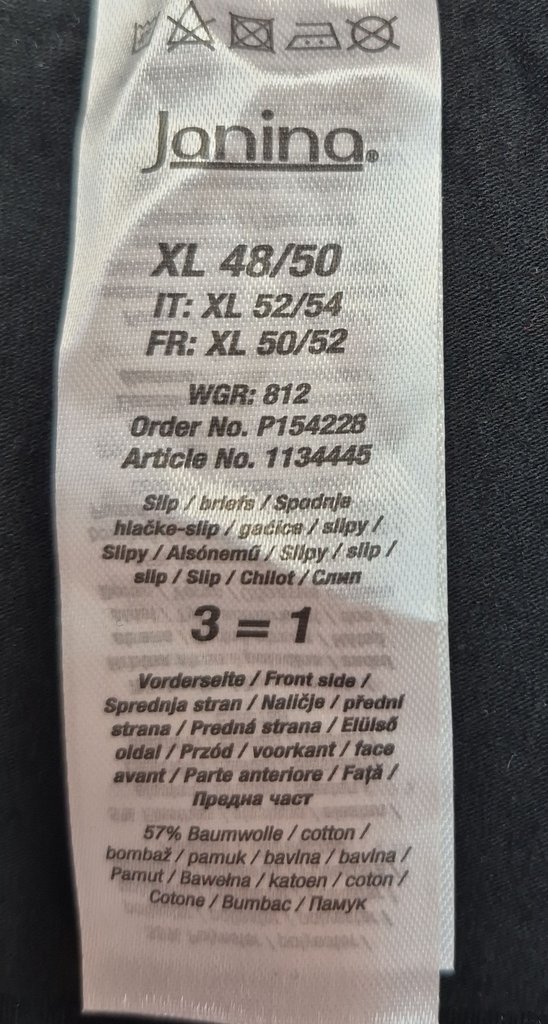 Janina®
XL 48/50
IT: XL 52/54
FR: XL 50/52
WGR: 812
Order No. P154228
Article No. 1134445
Slip / briefs / Spodnje
hlačke-slip / gaćice / slipy /
Slipy / Alsónemű / Slipy / slip /
slip / Slip / Chilot / Слип
3 = 1
Vorderseite / Front side /
Sprednja stran / Naličje / přední
strana / Predná strana / Elülső
oldal / Przód / voorkant / face
avant / Parte anteriore / Față /
Предна част
57% Baumwolle / cotton /
bombaž / pamuk / bavlna / bavlna /
Pamut / Bawełna / katoen / coton /
Cotone / Bumbac / Памук